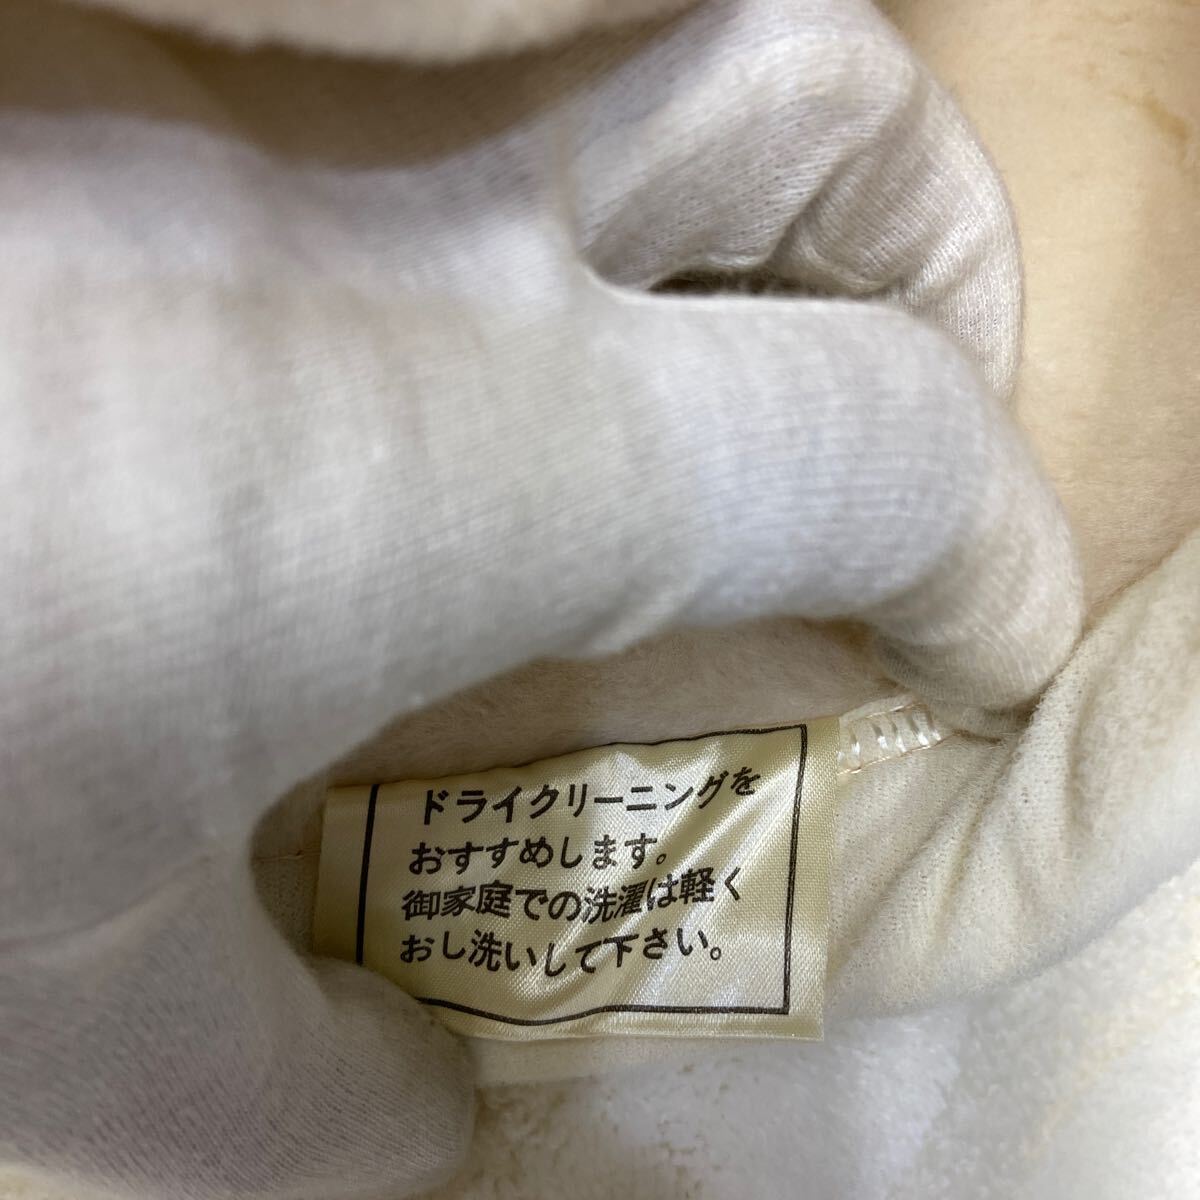 ドライクリーニングを
おすすめします。
御家庭での洗濯は軽く
おし洗いして下さい。